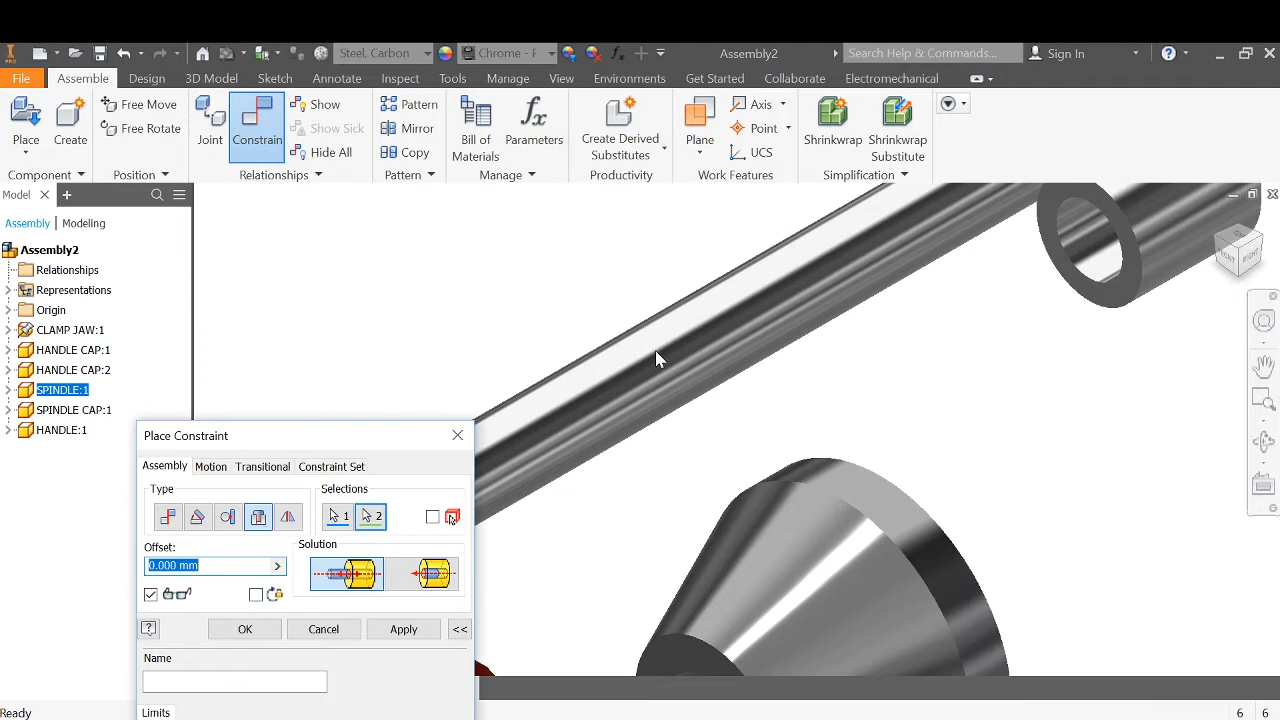 PRO
Steel, Carbon
Chrome - F
Assembly2
Search Help & Commands...
Sign In
File
Assemble
Design
3D Model
Sketch
Annotate
Inspect
Tools
Manage
View
Environments
Get Started
Collaborate
Electromechanical
Place
Create
Free Move
Free Rotate
Joint
Constrain
Show
Show Sick
Hide All
Pattern
Mirror
Copy
Bill of
Materials
Parameters
Create Derived
Substitutes
Plane
Axis
Point
UCS
Shrinkwrap
Shrinkwrap
Substitute
Component
Position
Relationships
Pattern
Manage
Productivity
Work Features
Simplification
Model
Assembly
Modeling
Assembly2
Relationships
Representations
Origin
CLAMP JAW:1
HANDLE CAP:1
HANDLE CAP:2
SPINDLE:1
SPINDLE CAP:1
HANDLE:1
FRONT
RIGHT
Place Constraint
Assembly
Motion
Transitional
Constraint Set
Type
Selections
1
2
Offset:
0.000 mm
Solution
OK
Cancel
Apply
<<
Name
Limits
Ready
6 6